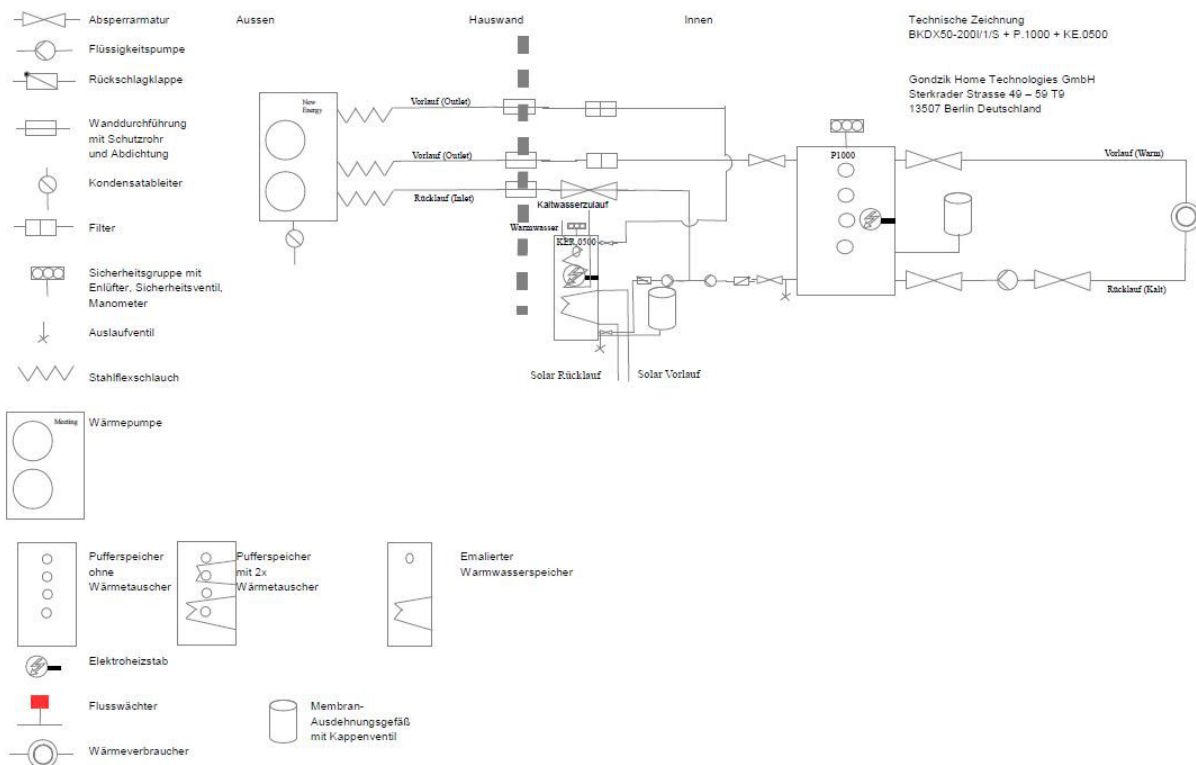 Absperrarmatur
Flüssigkeitspumpe
Rückschlagklappe
Wanddurchführung
mit Schutzrohr
und Abdichtung
Kondensatableiter
Filter
Sicherheitsgruppe mit
Enlüfter, Sicherheitsventil,
Manometer
Auslaufventil
Stahlflexschlauch
Meeting
Wärmepumpe
Pufferspeicher
ohne
Wärmetauscher
Pufferspeicher
mit 2x
Wärmetauscher
Emalierter
Warmwasserspeicher
Elektroheizstab
Flusswächter
Wärmeverbraucher
Membran-
Ausdehnungsgefäß
mit Kappenventil
Aussen
Hauswand
Innen
Technische Zeichnung
BKDX50-200I/1/S + P.1000 + KE.0500
Gondzik Home Technologies GmbH
Sterkrader Strasse 49 – 59 T9
13507 Berlin Deutschland
New
Energy
Vorlauf (Outlet)
Vorlauf (Outlet)
Rücklauf (Inlet)
Kaltwasserzulauf
Warmwasser
KER.0500
Solar Rücklauf
Solar Vorlauf
P1000
Vorlauf (Warm)
Rücklauf (Kalt)